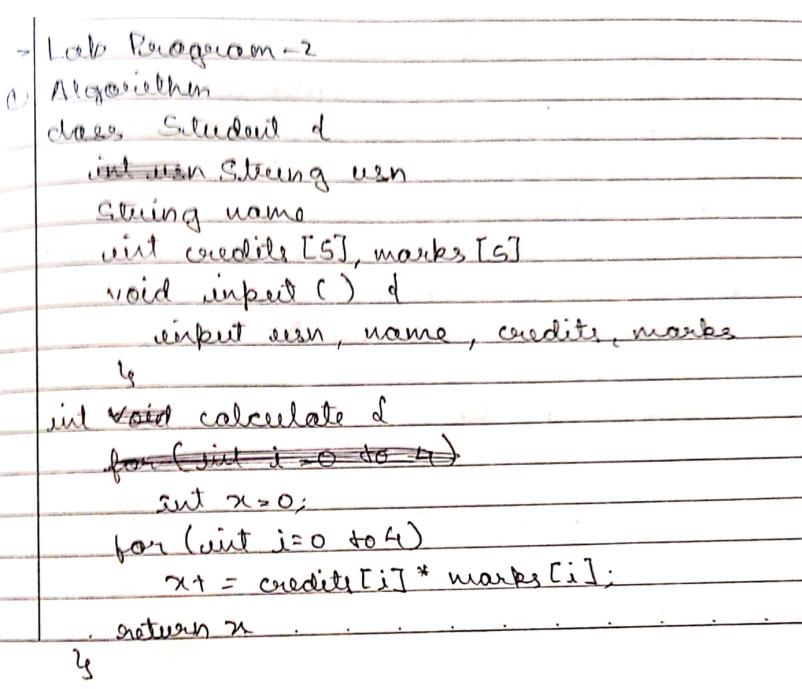 - Lab Program - 2
① Algorithm
class Student {
int usn String usn
String name
int credits [5], marks [5]
void input () {
input usn, name, credits, marks
}
int void calculate {
for (int i = 0 to 4)
int x = 0;
for (int i = 0 to 4)
x + = credits [i] * marks [i];
return x
}